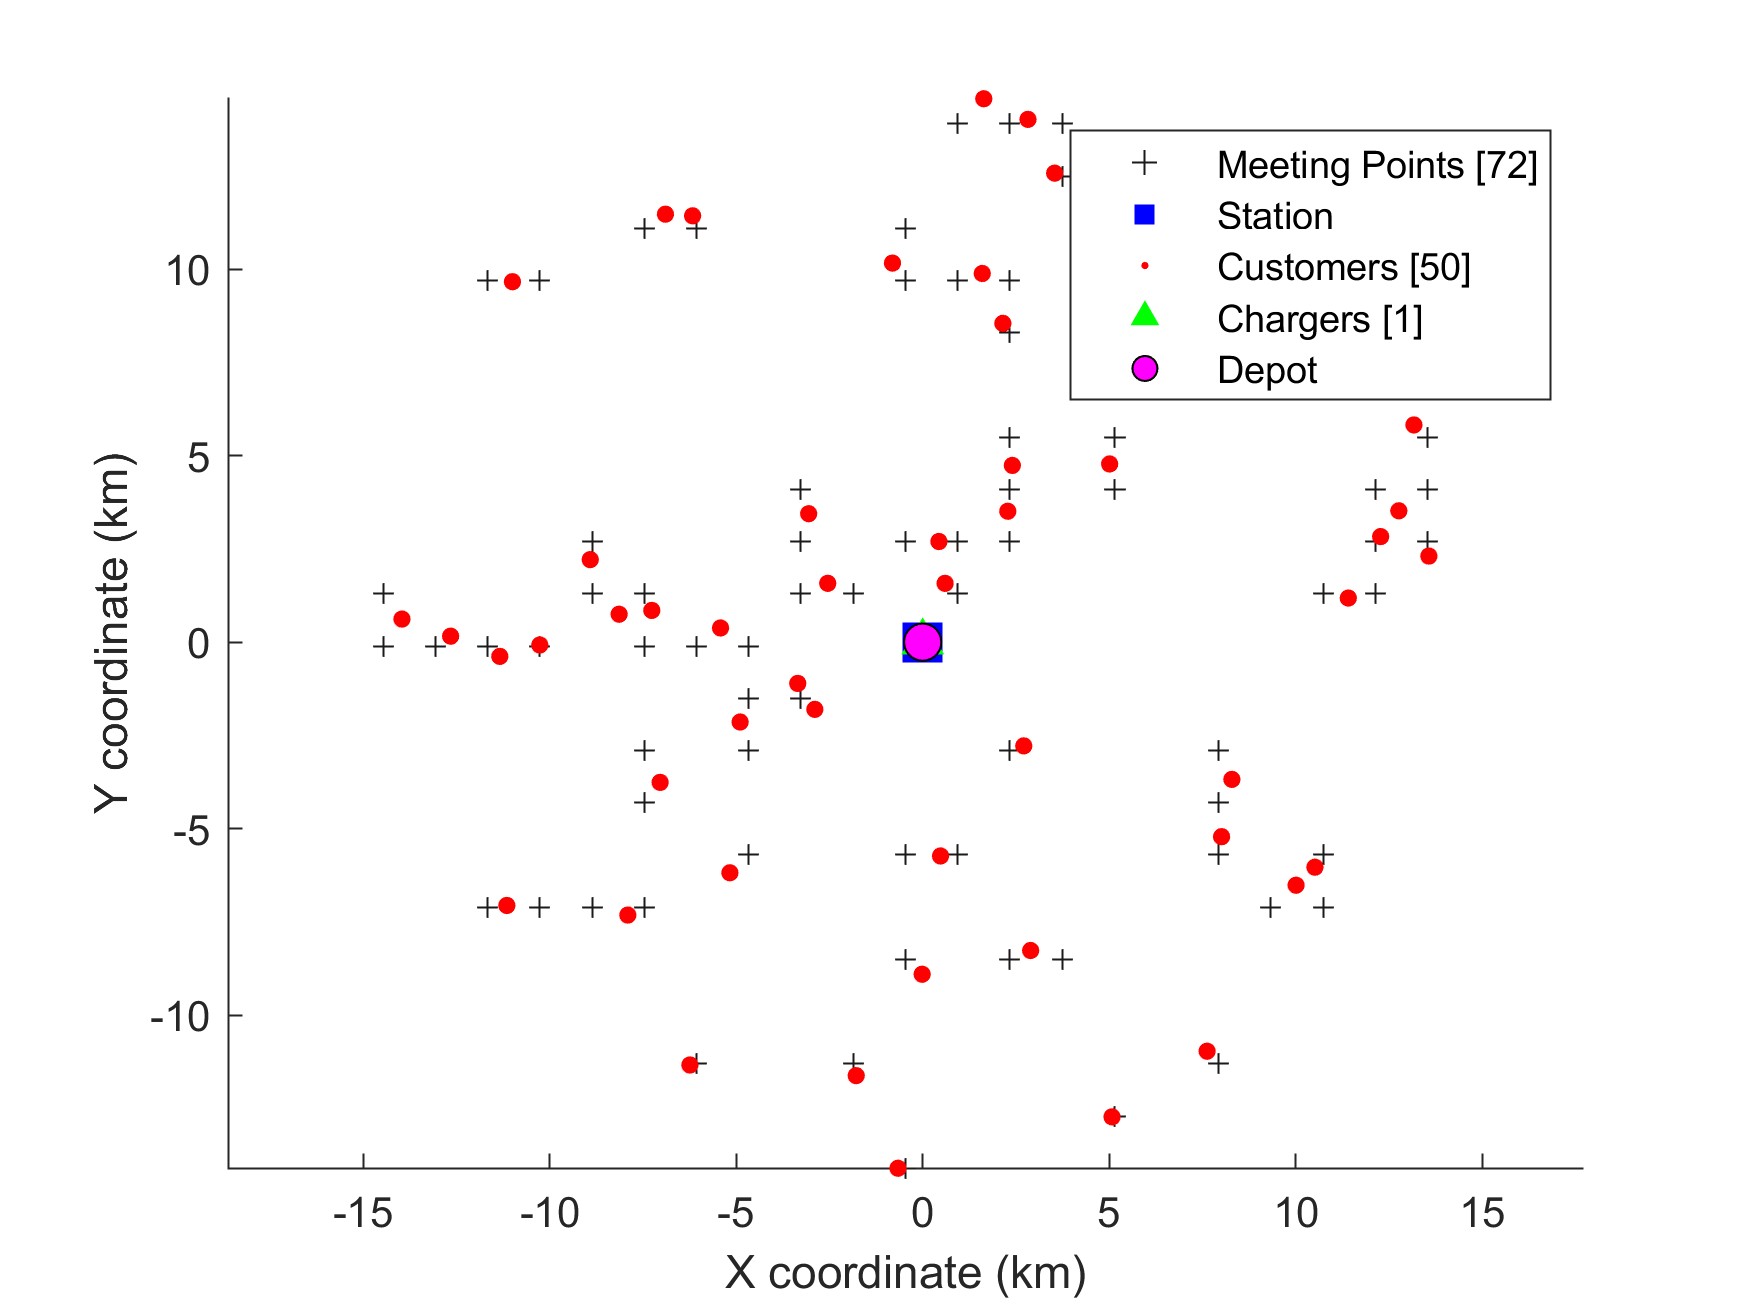 Meeting Points [72]
Station
Customers [50]
Chargers [1]
Depot
10
5
0
-5
-10
Y coordinate (km)
-15
-10
-5
0
5
10
15
X coordinate (km)